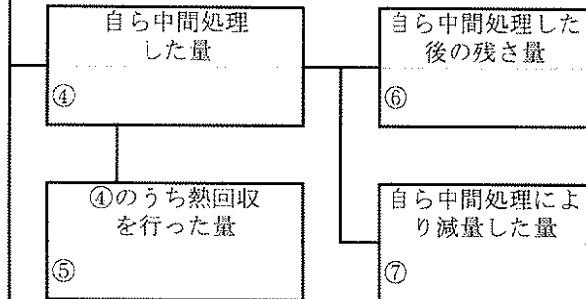 自ら中間処理
した量
④
自ら中間処理した
後の残さ量
⑥
④のうち熱回収
を行った量
⑤
自ら中間処理によ
り減量した量
⑦